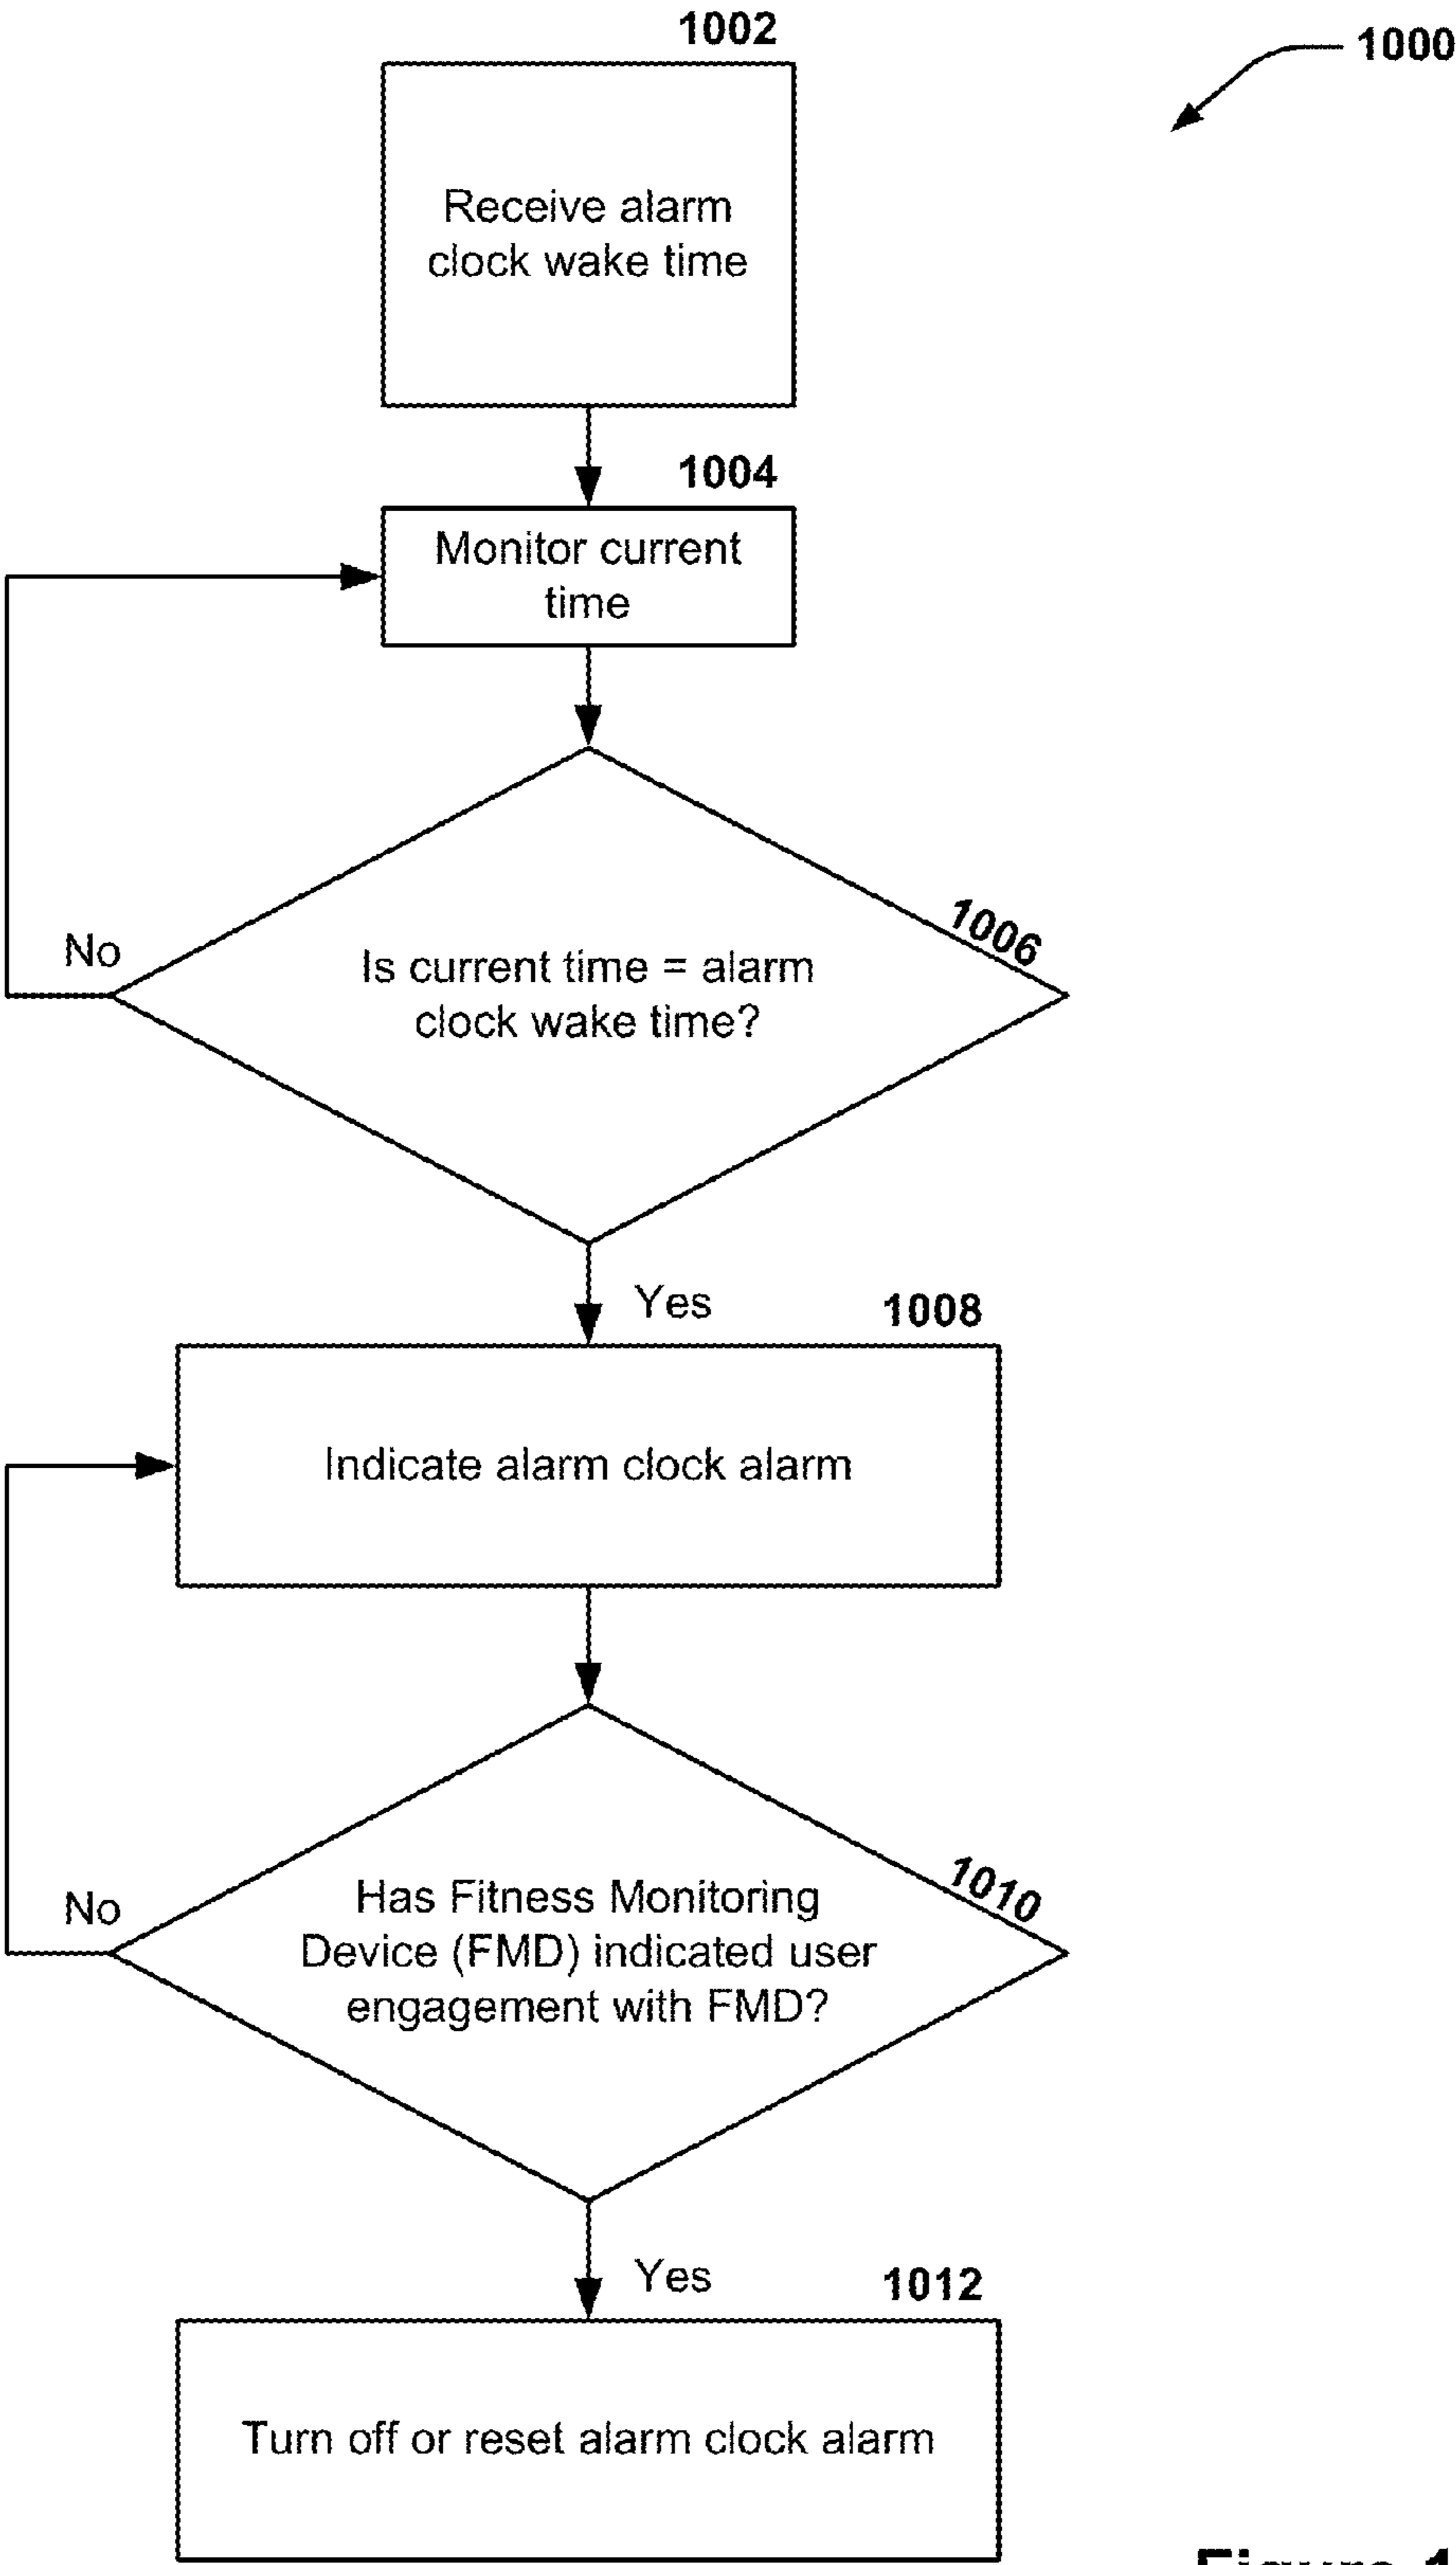 1002
1000
Receive alarm
clock wake time
1004
Monitor current
time
1006
No
Is current time = alarm
clock wake time?
Yes
1008
Indicate alarm clock alarm
1010
No
Has Fitness Monitoring
Device (FMD) indicated user
engagement with FMD?
Yes
1012
Turn off or reset alarm clock alarm